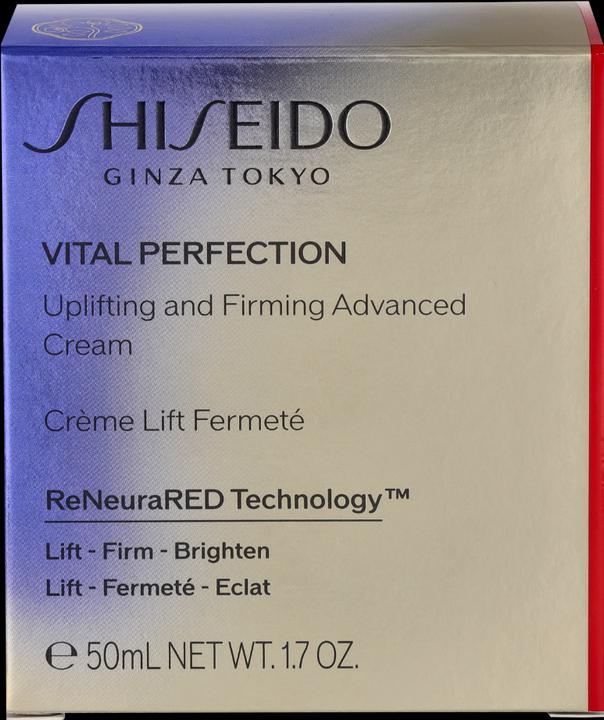 SHISEIDO
GINZA TOKYO
VITAL PERFECTION
Uplifting and Firming Advanced
Cream
Crème Lift Fermeté
ReNeuraRED Technology™
Lift - Firm - Brighten
Lift - Fermeté - Eclat
℮ 50mL NET WT. 1.7 OZ.